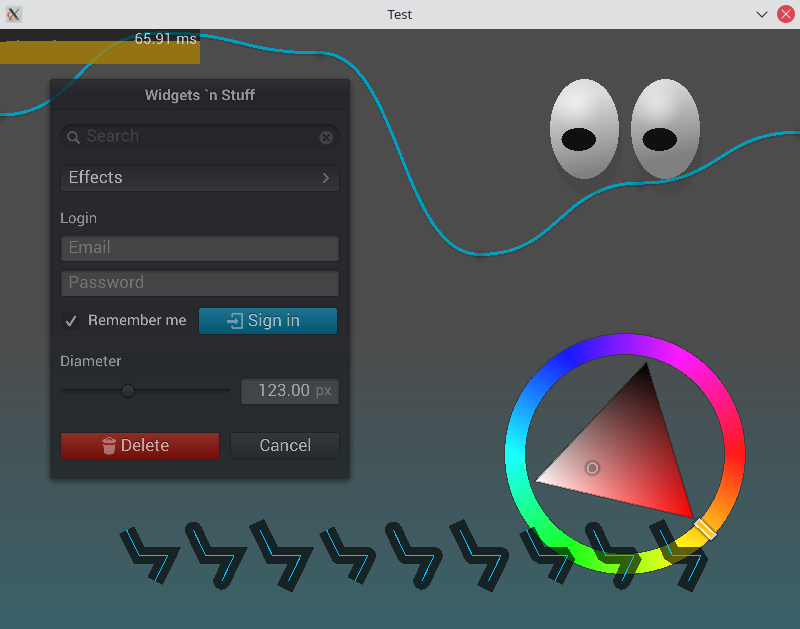 Test
65.91 ms
Widgets `n Stuff
Search
Effects
Login
Email
Password
Remember me
Sign in
Diameter
123.00 px
Delete
Cancel